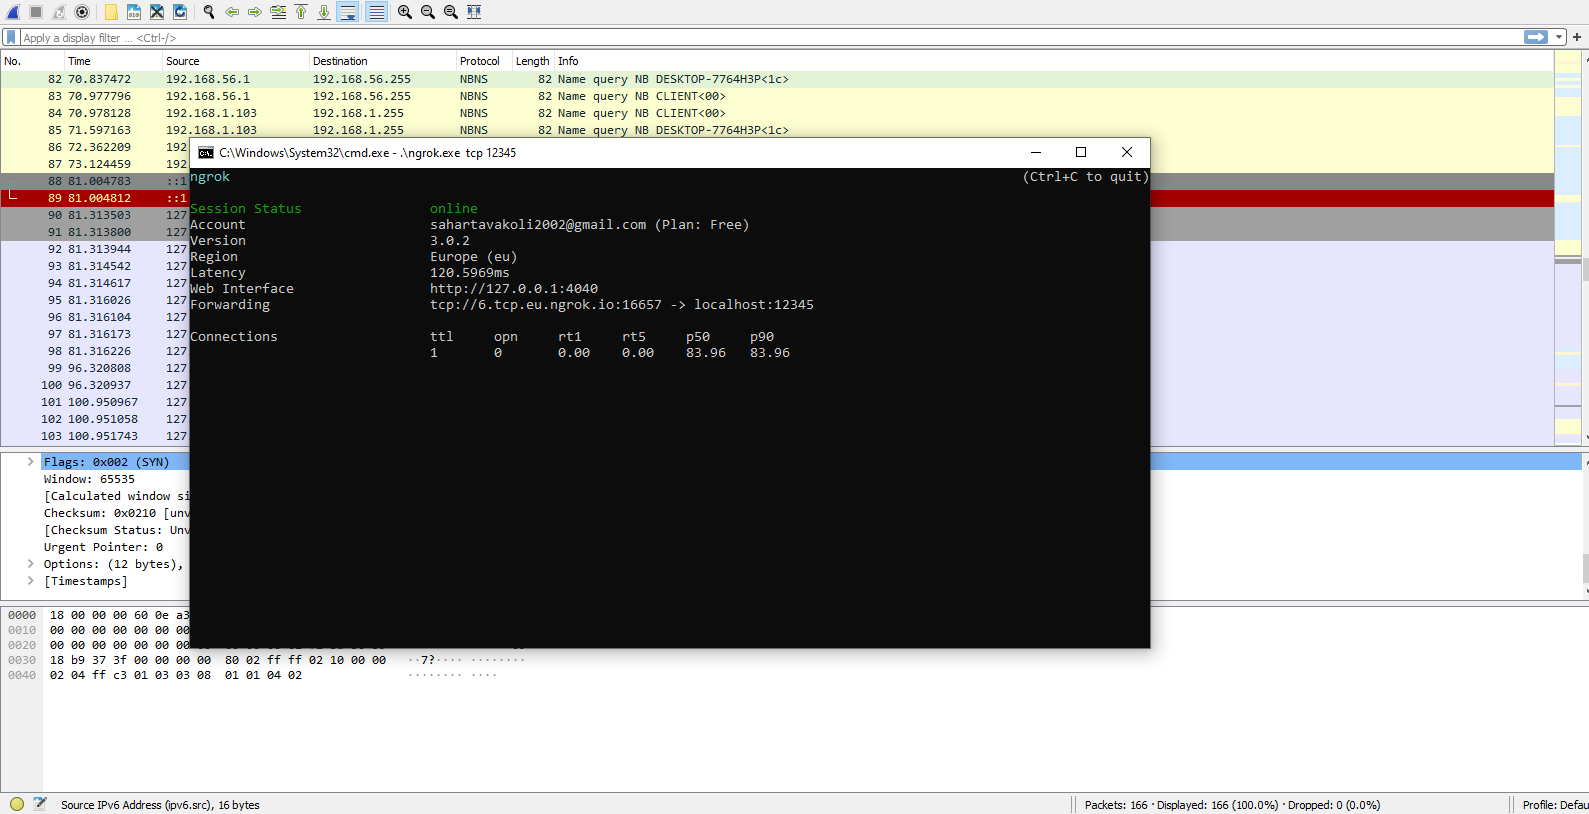 Apply a display filter ... <Ctrl-/>
No. Time Source Destination Protocol Length Info
82 70.837472 192.168.56.1 192.168.56.255 NBNS 82 Name query NB DESKTOP-7764H3P<1c>
83 70.977796 192.168.56.1 192.168.56.255 NBNS 82 Name query NB CLIENT<00>
84 70.978128 192.168.1.103 192.168.1.255 NBNS 82 Name query NB CLIENT<00>
85 71.597163 192.168.1.103 192.168.1.255 NBNS 82 Name query NB DESKTOP-7764H3P<1c>
86 72.362209 192
87 73.124459 192
88 81.004783 ::1
89 81.004812 ::1
90 81.313503 127
91 81.313800 127
92 81.313944 127
93 81.314542 127
94 81.314617 127
95 81.316026 127
96 81.316104 127
97 81.316173 127
98 81.316226 127
99 96.320808 127
100 96.320937 127
101 100.950967 127
102 100.951058 127
103 100.951743 127
C:\Windows\System32\cmd.exe - .\ngrok.exe tcp 12345
ngrok (Ctrl+C to quit)
Session Status online
Account sahartavakoli2002@gmail.com (Plan: Free)
Version 3.0.2
Region Europe (eu)
Latency 120.5969ms
Web Interface http://127.0.0.1:4040
Forwarding tcp://6.tcp.eu.ngrok.io:16657 -> localhost:12345
Connections ttl opn rt1 rt5 p50 p90
1 0 0.00 0.00 83.96 83.96
Flags: 0x002 (SYN)
Window: 65535
[Calculated window si
Checksum: 0x0210 [unv
[Checksum Status: Unv
Urgent Pointer: 0
Options: (12 bytes),
[Timestamps]
0000 18 00 00 00 60 0e a3
0010 00 00 00 00 00 00 00
0020 00 00 00 00 00 00 00
0030 18 b9 37 3f 00 00 00 00 80 02 ff ff 02 10 00 00 ··7?···· ········
0040 02 04 ff c3 01 03 03 08 01 01 04 02 ········ ····
Source IPv6 Address (ipv6.src), 16 bytes Packets: 166 · Displayed: 166 (100.0%) · Dropped: 0 (0.0%) Profile: Defau